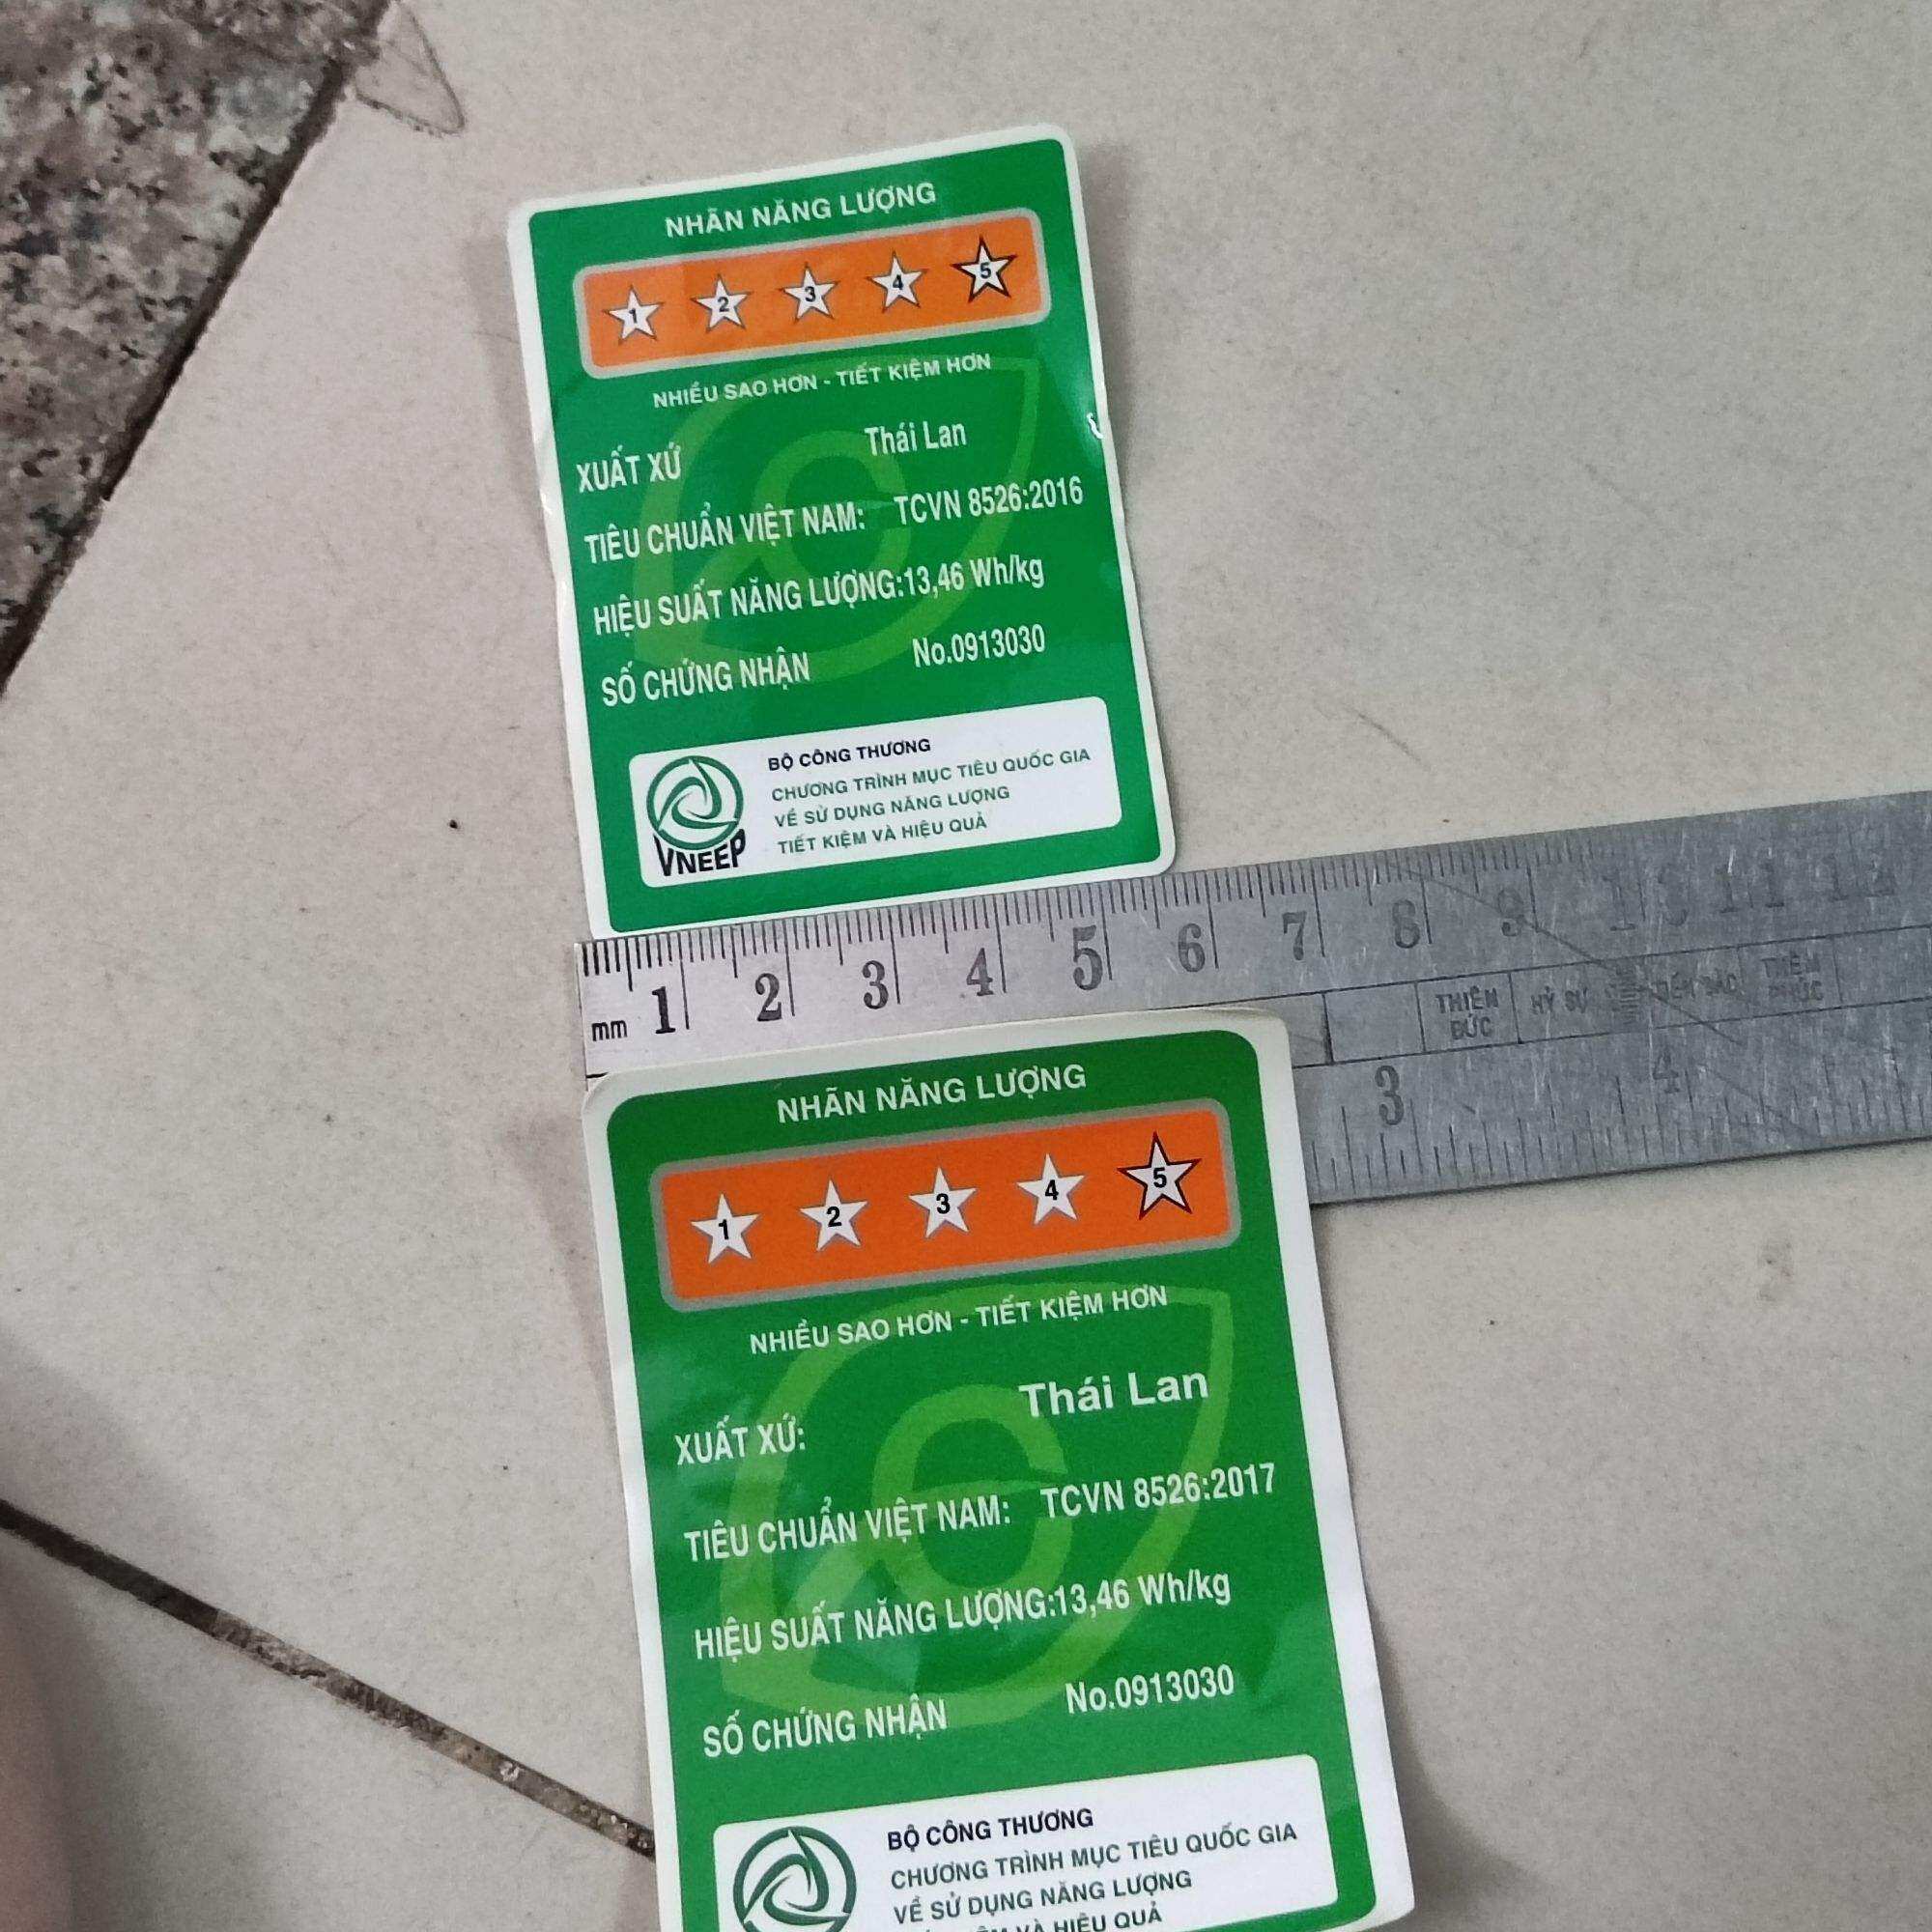 NHÃN NĂNG LƯỢNG
1 2 3 4 5
NHIỀU SAO HƠN - TIẾT KIỆM HƠN
XUẤT XỨ Thái Lan
TIÊU CHUẨN VIỆT NAM: TCVN 8526:2016
HIỆU SUẤT NĂNG LƯỢNG:13,46 Wh/kg
SỐ CHỨNG NHẬN No.0913030
VNEEP
BỘ CÔNG THƯƠNG
CHƯƠNG TRÌNH MỤC TIÊU QUỐC GIA
VỀ SỬ DỤNG NĂNG LƯỢNG
TIẾT KIỆM VÀ HIỆU QUẢ
mm 1 2 3 4 5 6 7 8 9 10 11 12
THIÊN ĐỨC
3 4
NHÃN NĂNG LƯỢNG
1 2 3 4 5
NHIỀU SAO HƠN - TIẾT KIỆM HƠN
XUẤT XỨ: Thái Lan
TIÊU CHUẨN VIỆT NAM: TCVN 8526:2017
HIỆU SUẤT NĂNG LƯỢNG:13,46 Wh/kg
SỐ CHỨNG NHẬN No.0913030
BỘ CÔNG THƯƠNG
CHƯƠNG TRÌNH MỤC TIÊU QUỐC GIA
VỀ SỬ DỤNG NĂNG LƯỢNG
VÀ HIỆU QUẢ